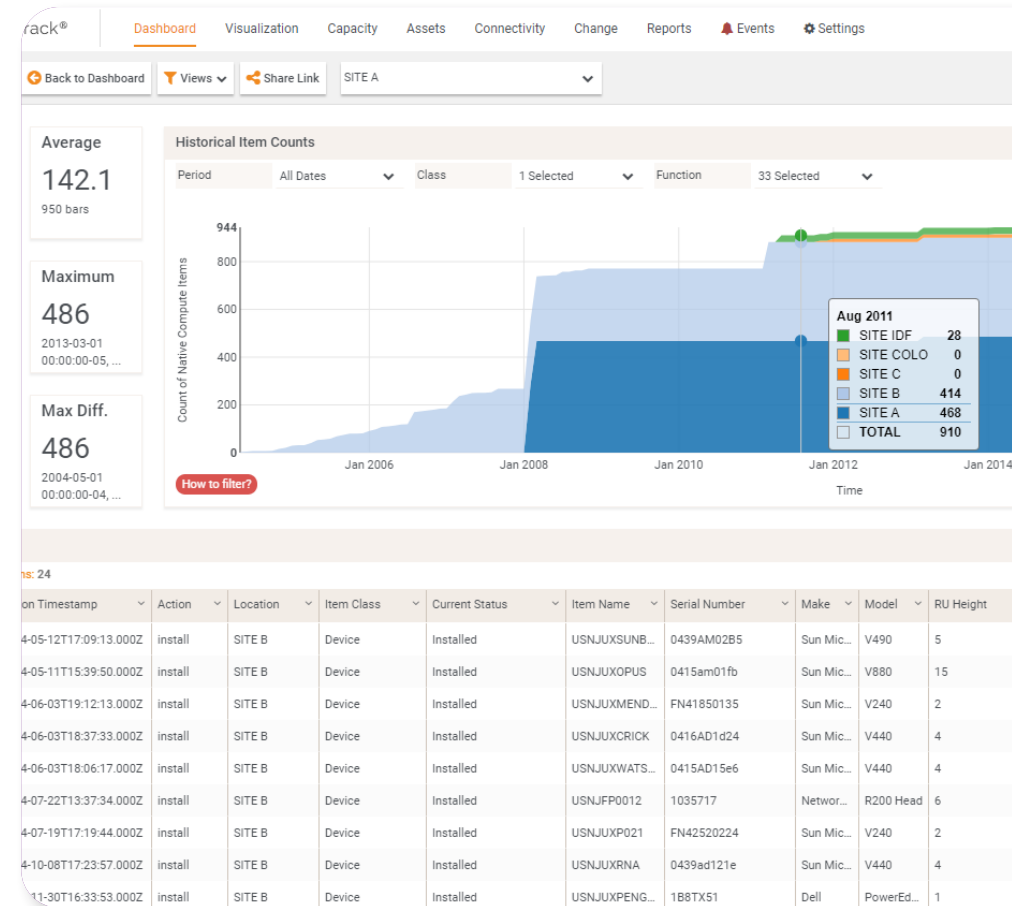 rack®
Dashboard Visualization Capacity Assets Connectivity Change Reports Events Settings
Back to Dashboard Views Share Link SITE A
Average
142.1
950 bars
Maximum
486
2013-03-01
00:00:00-05, ...
Max Diff.
486
2004-05-01
00:00:00-04, ...
Historical Item Counts
Period All Dates Class 1 Selected Function 33 Selected
Count of Native Compute Items
944
800
600
400
200
0
Jan 2006 Jan 2008 Jan 2010 Jan 2012 Jan 2014
Time
Aug 2011
SITE IDF 28
SITE COLO 0
SITE C 0
SITE B 414
SITE A 468
TOTAL 910
How to filter?
ns: 24
on Timestamp Action Location Item Class Current Status Item Name Serial Number Make Model RU Height
4-05-12T17:09:13.000Z install SITE B Device Installed USNJUXSUNB... 0439AM02B5 Sun Mic... V490 5
4-05-11T15:39:50.000Z install SITE B Device Installed USNJUXOPUS 0415am01fb Sun Mic... V880 15
4-06-03T19:12:13.000Z install SITE B Device Installed USNJUXMEND... FN41850135 Sun Mic... V240 2
4-06-03T18:37:33.000Z install SITE B Device Installed USNJUXCRICK 0416AD1d24 Sun Mic... V440 4
4-06-03T18:06:17.000Z install SITE B Device Installed USNJUXWATS... 0415AD15e6 Sun Mic... V440 4
4-07-22T13:37:34.000Z install SITE B Device Installed USNJFP0012 1035717 Networ... R200 Head 6
4-07-19T17:19:44.000Z install SITE B Device Installed USNJUXP021 FN42520224 Sun Mic... V240 2
4-10-08T17:23:57.000Z install SITE B Device Installed USNJUXRNA 0439ad121e Sun Mic... V440 4
11-30T16:33:53.000Z install SITE B Device Installed USNJUXPENG... 1B8TX51 Dell PowerEd... 1